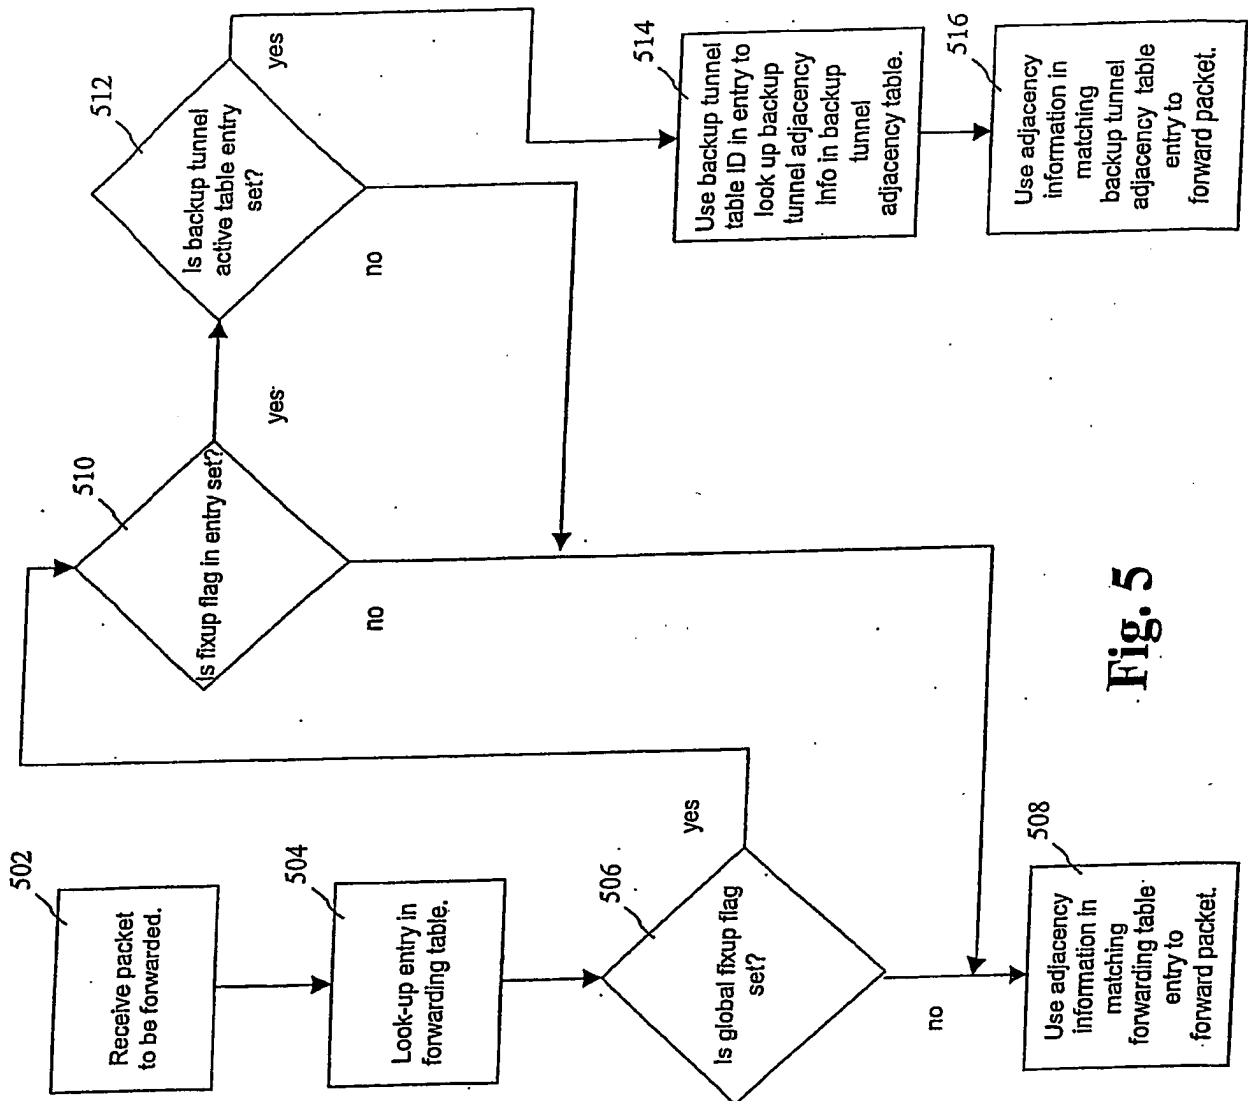 502
Receive packet
to be forwarded.
504
Look-up entry in
forwarding table.
506
Is global fixup flag
set?
yes
no
508
Use adjacency
information in
matching
forwarding table
entry to
forward packet.
510
Is fixup flag in entry set?
yes
no
512
Is backup tunnel
active table entry
set?
yes
no
514
Use backup tunnel
table ID in entry to
look up backup
tunnel adjacency
info in backup
tunnel
adjacency table.
516
Use adjacency
information in
matching
backup tunnel
adjacency table
entry to
forward packet.
Fig. 5